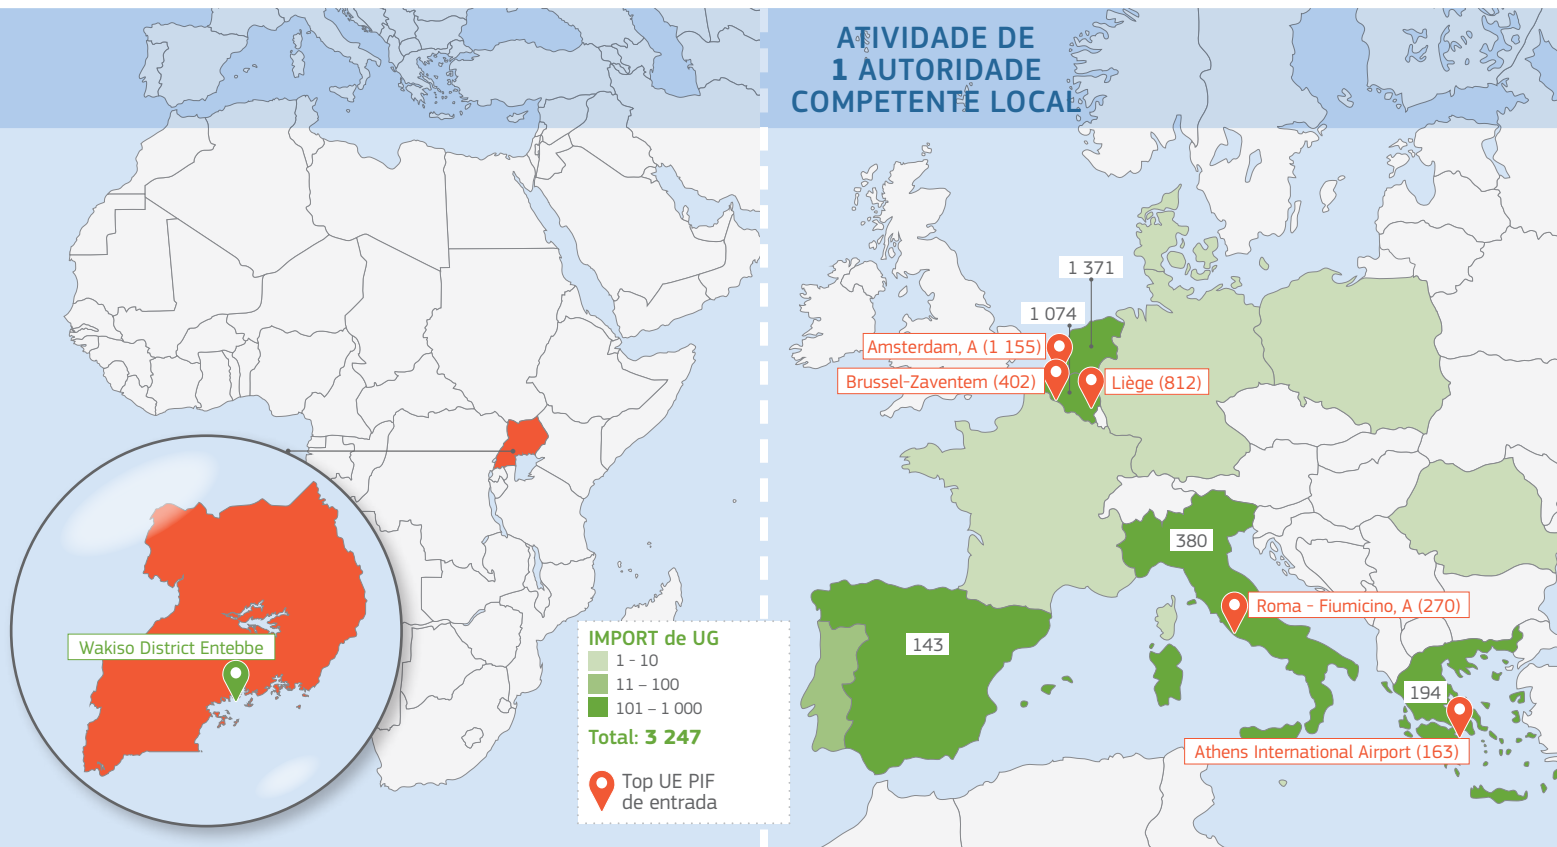 ATIVIDADE DE
1 AUTORIDADE
COMPETENTE LOCAL
1 371
1 074
Amsterdam, A (1 155)
Brussel-Zaventem (402)
Liège (812)
380
Roma - Fiumicino, A (270)
143
194
Athens International Airport (163)
Wakiso District Entebbe
IMPORT de UG
1 - 10
11 – 100
101 – 1 000
Total: 3 247
Top UE PIF
de entrada